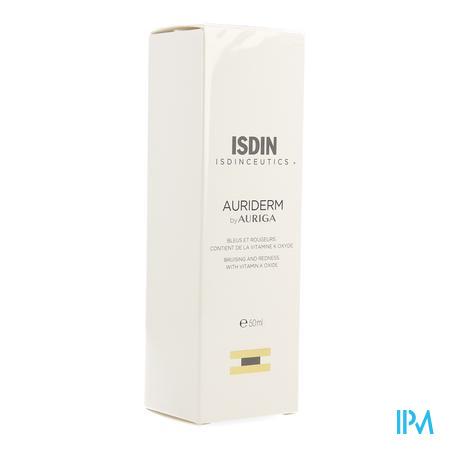 ISDIN
ISDINCEUTICS +
AURIDERM
by AURIGA
BLEUS ET ROUGEURS.
CONTIENT DE LA VITAMINE K OXYDE
BRUISING AND REDNESS.
WITH VITAMIN K OXIDE
e 50ml
IPM